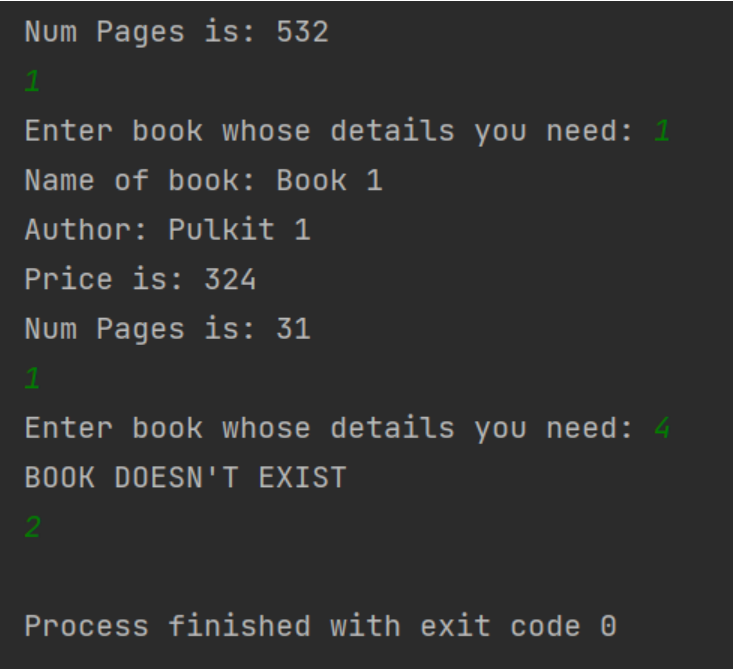 Num Pages is: 532
1
Enter book whose details you need: 1
Name of book: Book 1
Author: Pulkit 1
Price is: 324
Num Pages is: 31
1
Enter book whose details you need: 4
BOOK DOESN'T EXIST
2
Process finished with exit code 0